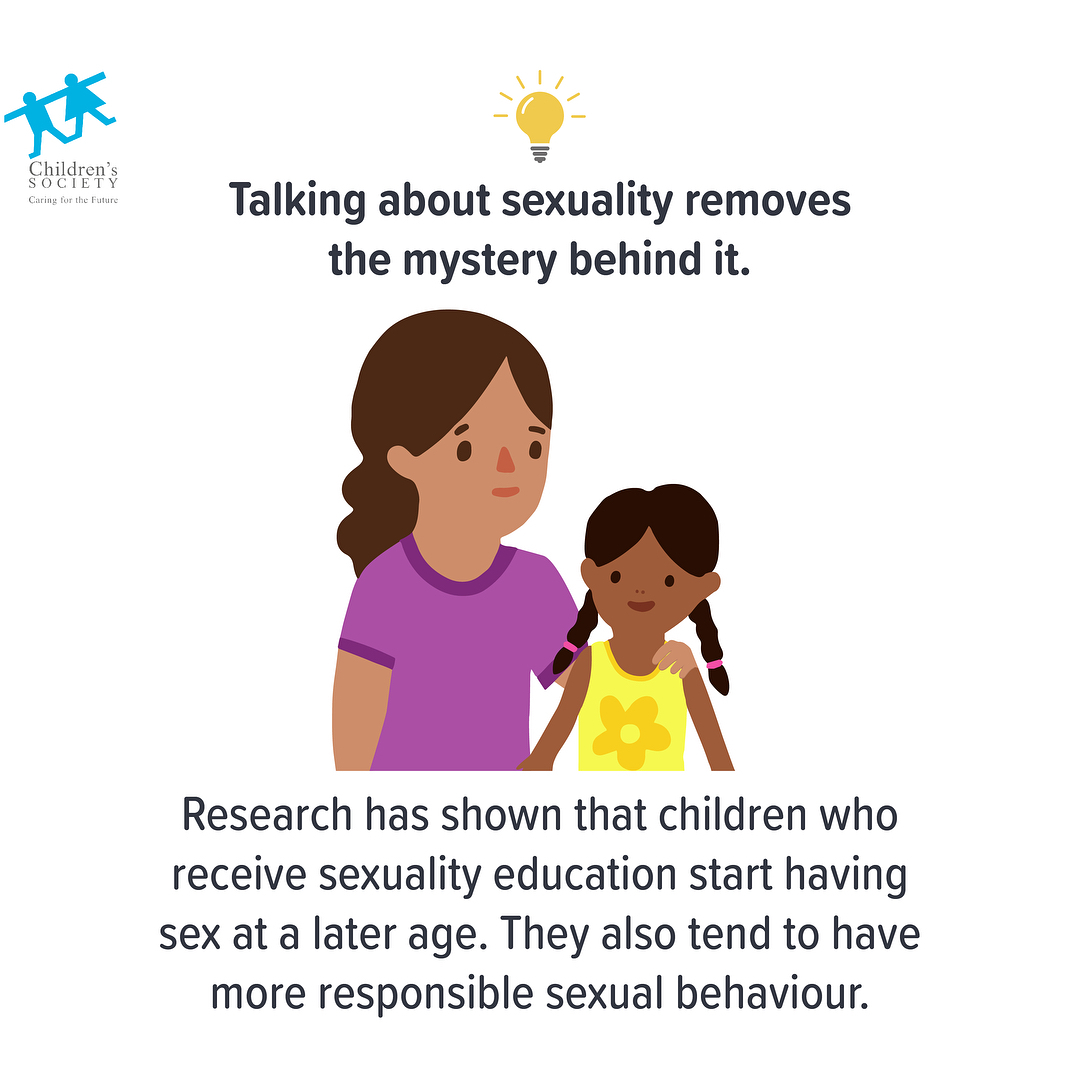 Children's
SOCIETY
Caring for the Future
Talking about sexuality removes
the mystery behind it.
Research has shown that children who
receive sexuality education start having
sex at a later age. They also tend to have
more responsible sexual behaviour.